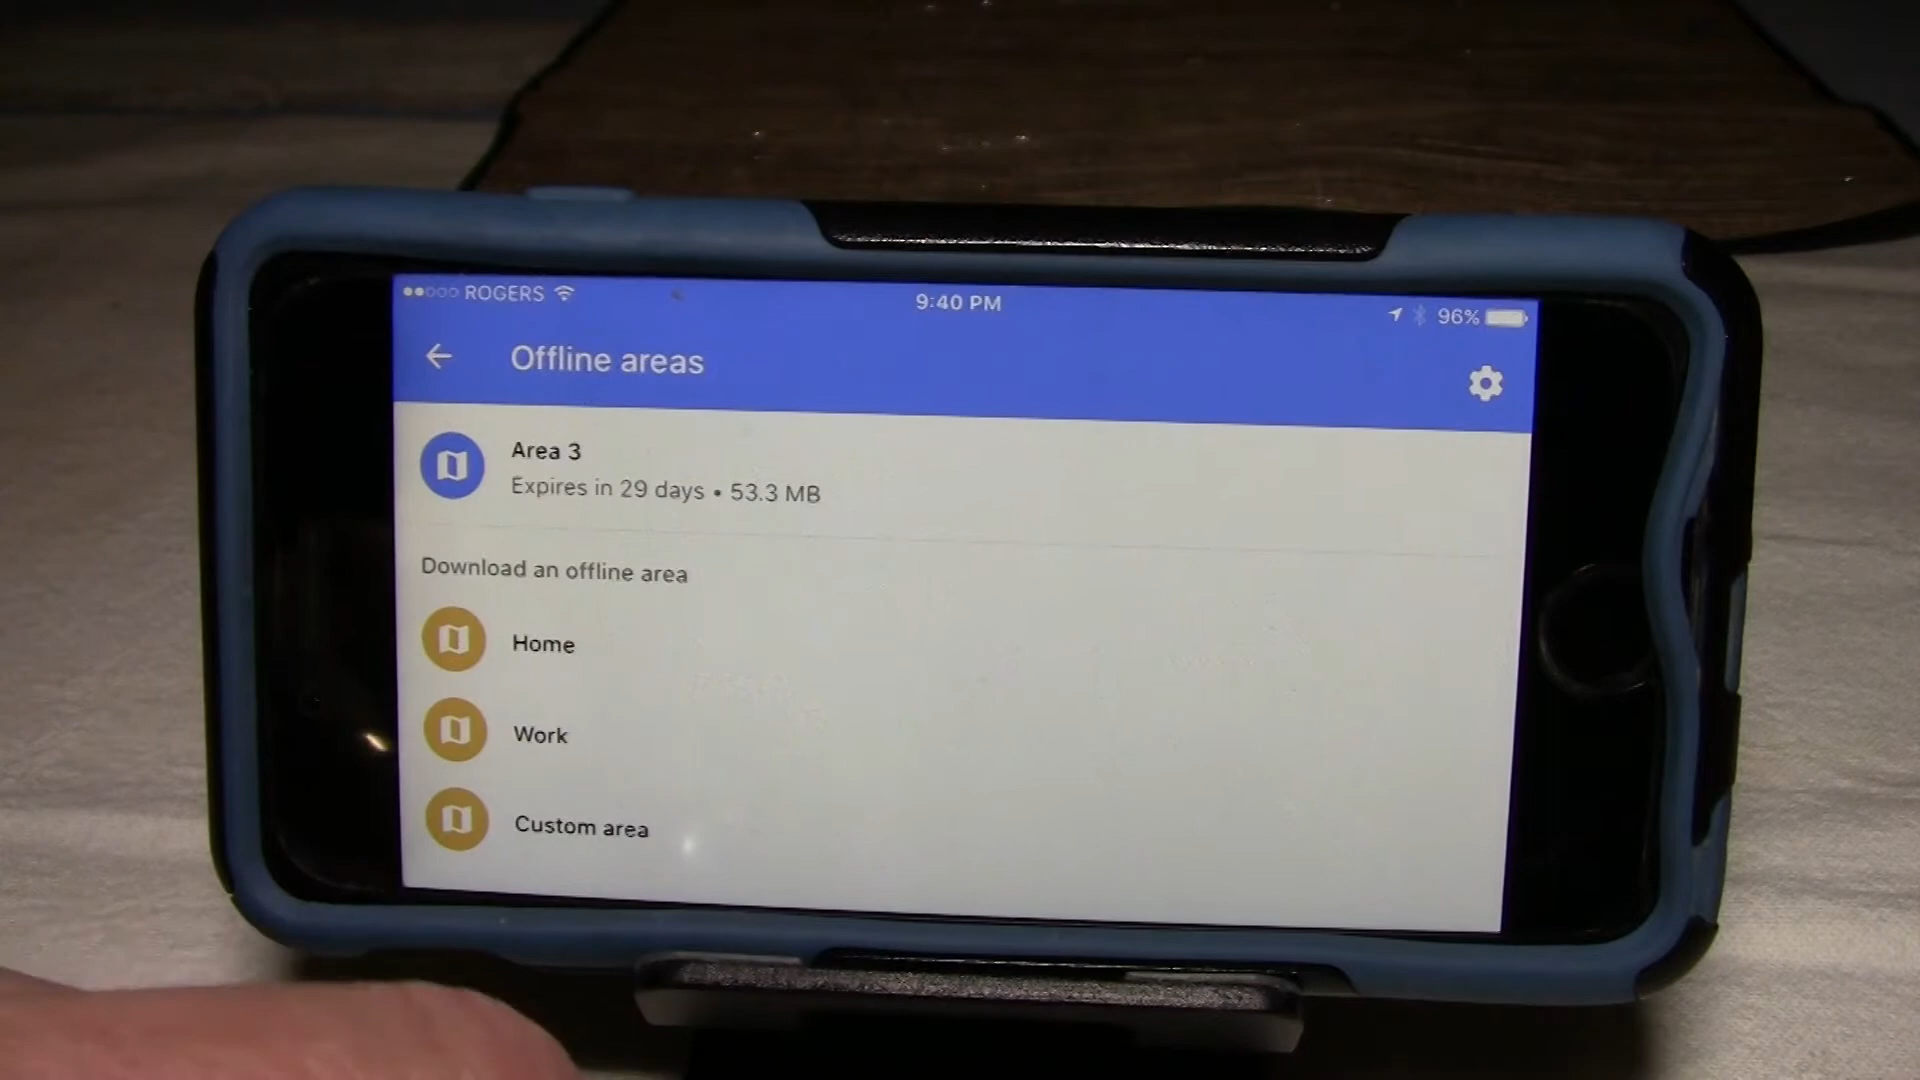 ROGERS
9:40 PM
96%
Offline areas
Area 3
Expires in 29 days • 53.3 MB
Download an offline area
Home
Work
Custom area